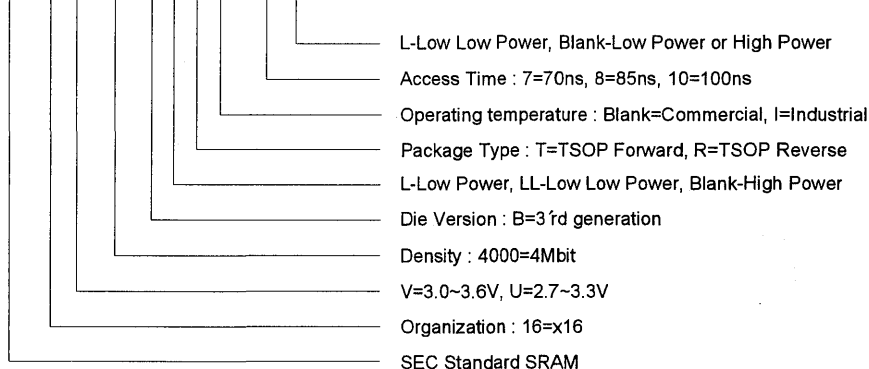 L-Low Low Power, Blank-Low Power or High Power
Access Time : 7=70ns, 8=85ns, 10=100ns
Operating temperature : Blank=Commercial, I=Industrial
Package Type : T=TSOP Forward, R=TSOP Reverse
L-Low Power, LL-Low Low Power, Blank-High Power
Die Version : B=3'rd generation
Density : 4000=4Mbit
V=3.0~3.6V, U=2.7~3.3V
Organization : 16=x16
SEC Standard SRAM